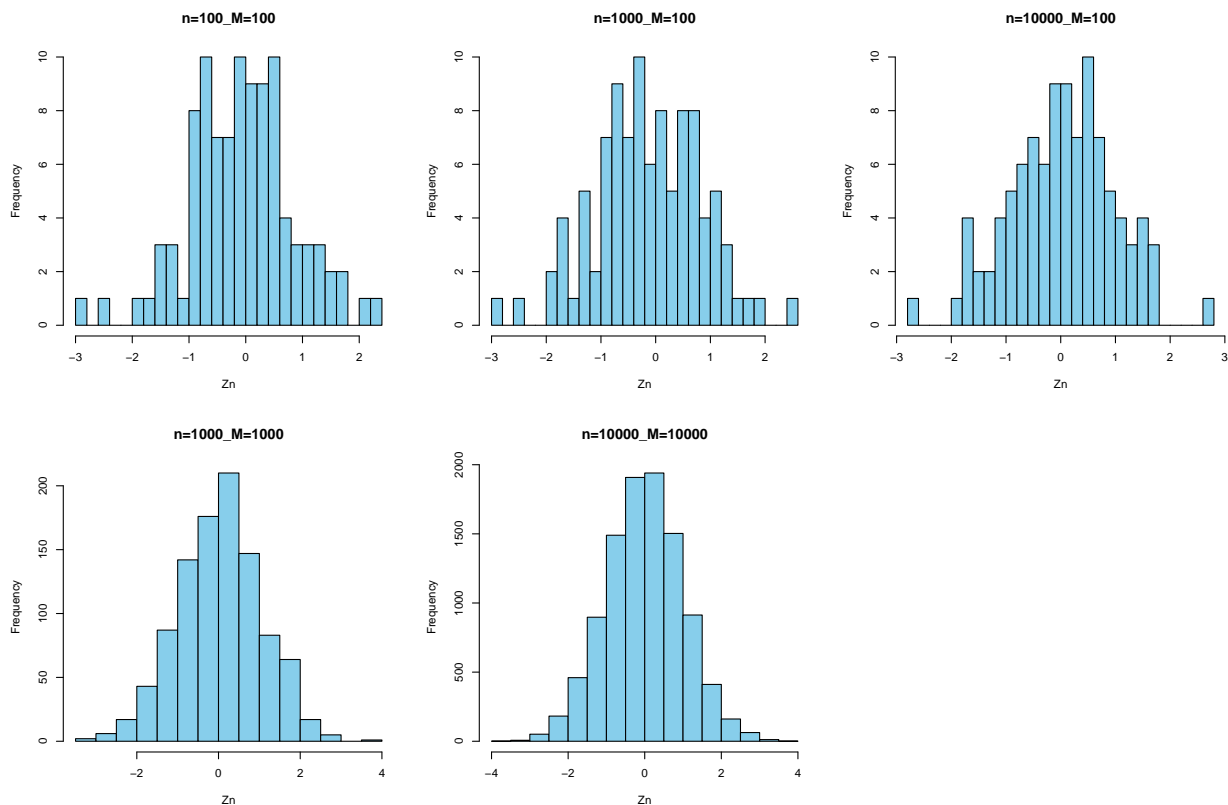 n=100_M=100
Frequency
0 2 4 6 8 10
−3 −2 −1 0 1 2
Zn
n=1000_M=100
Frequency
0 2 4 6 8 10
−3 −2 −1 0 1 2
Zn
n=10000_M=100
Frequency
0 2 4 6 8 10
−3 −2 −1 0 1 2 3
Zn
n=1000_M=1000
Frequency
0 50 100 150 200
−2 0 2 4
Zn
n=10000_M=10000
Frequency
0 500 1000 1500 2000
−4 −2 0 2 4
Zn